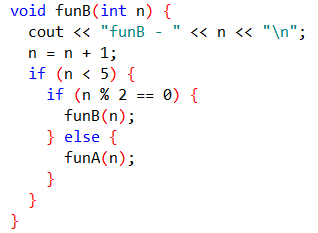 void funB(int n) {
  cout << "funB - " << n << "\n";
  n = n + 1;
  if (n < 5) {
    if (n % 2 == 0) {
      funB(n);
    } else {
      funA(n);
    }
  }
}